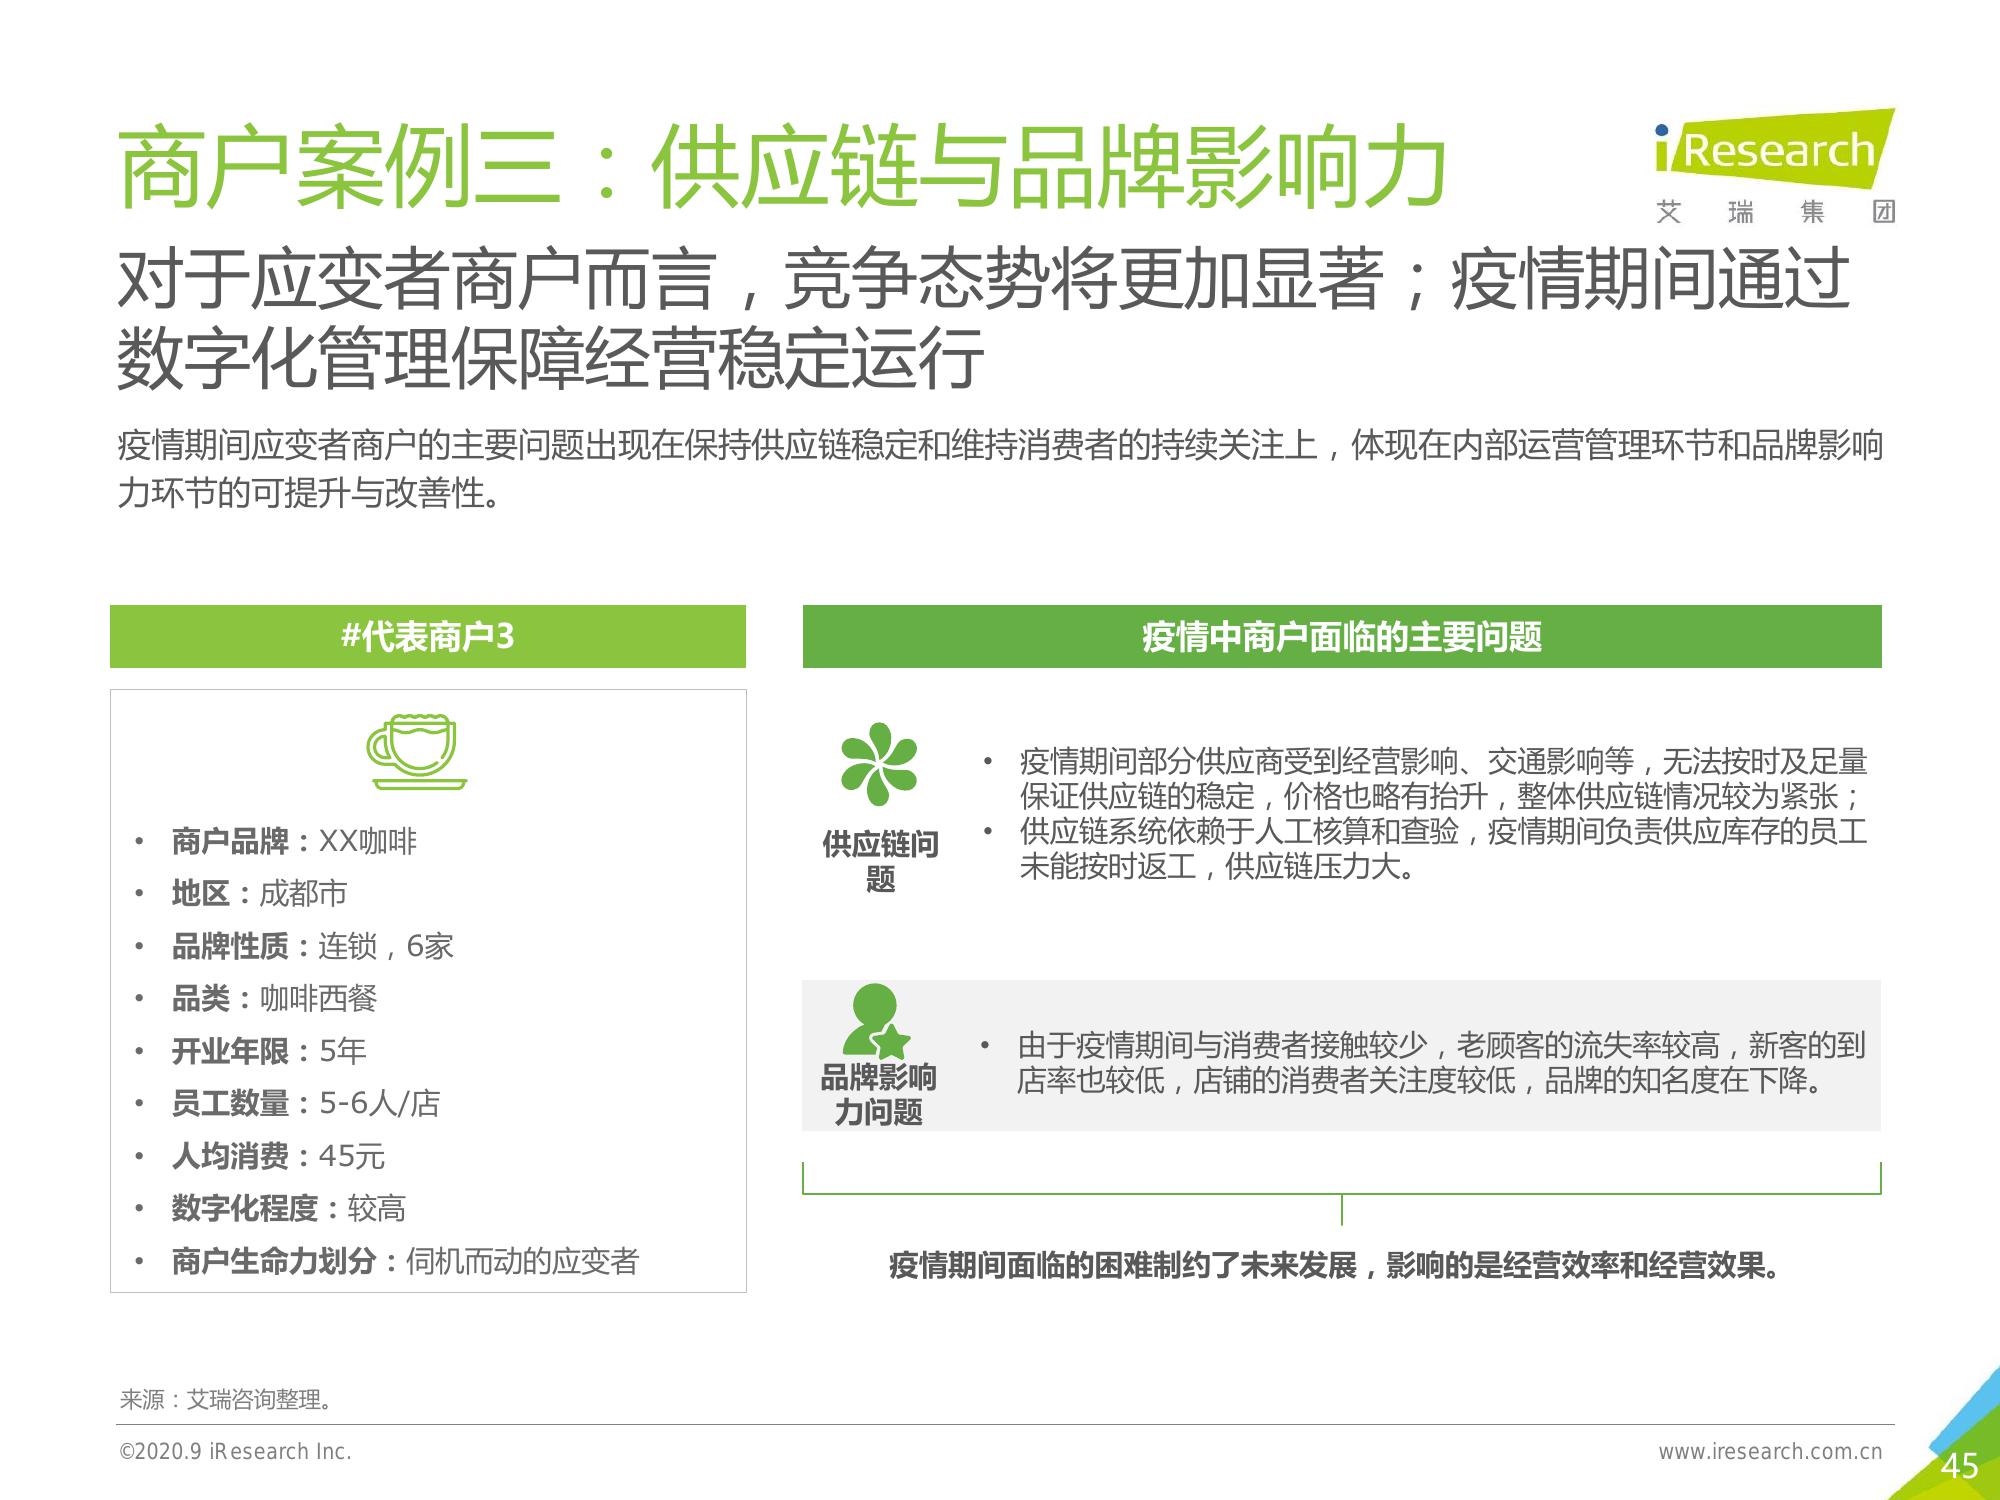 商户案例三：供应链与品牌影响力
iResearch
艾瑞集团
对于应变者商户而言，竞争态势将更加显著；疫情期间通过
数字化管理保障经营稳定运行
疫情期间应变者商户的主要问题出现在保持供应链稳定和维持消费者的持续关注上，体现在内部运营管理环节和品牌影响
力环节的可提升与改善性。
#代表商户3
• 商户品牌：XX咖啡
• 地区：成都市
• 品牌性质：连锁，6家
• 品类：咖啡西餐
• 开业年限：5年
• 员工数量：5-6人/店
• 人均消费：45元
• 数字化程度：较高
• 商户生命力划分：伺机而动的应变者
疫情中商户面临的主要问题
供应链问
题
• 疫情期间部分供应商受到经营影响、交通影响等，无法按时及足量
保证供应链的稳定，价格也略有抬升，整体供应链情况较为紧张；
• 供应链系统依赖于人工核算和查验，疫情期间负责供应库存的员工
未能按时返工，供应链压力大。
品牌影响
力问题
• 由于疫情期间与消费者接触较少，老顾客的流失率较高，新客的到
店率也较低，店铺的消费者关注度较低，品牌的知名度在下降。
疫情期间面临的困难制约了未来发展，影响的是经营效率和经营效果。
来源：艾瑞咨询整理。
©2020.9 iResearch Inc.
www.iresearch.com.cn
45